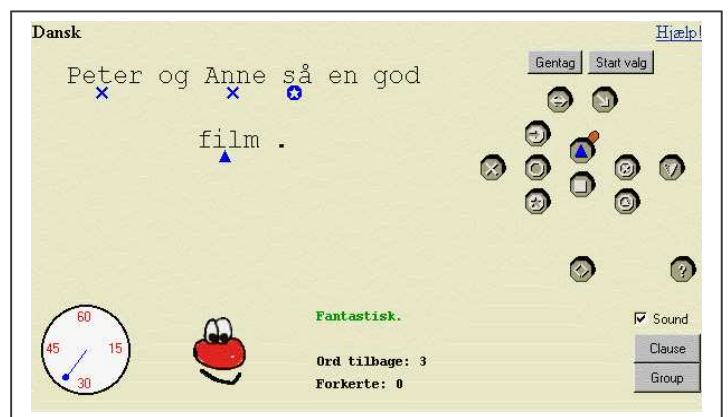 Dansk
Hjælp!
Gentag
Start valg
Peter og Anne så en god
film .
?
60
45
15
30
Fantastisk.
Ord tilbage: 3
Forkerte: 0
Sound
Clause
Group